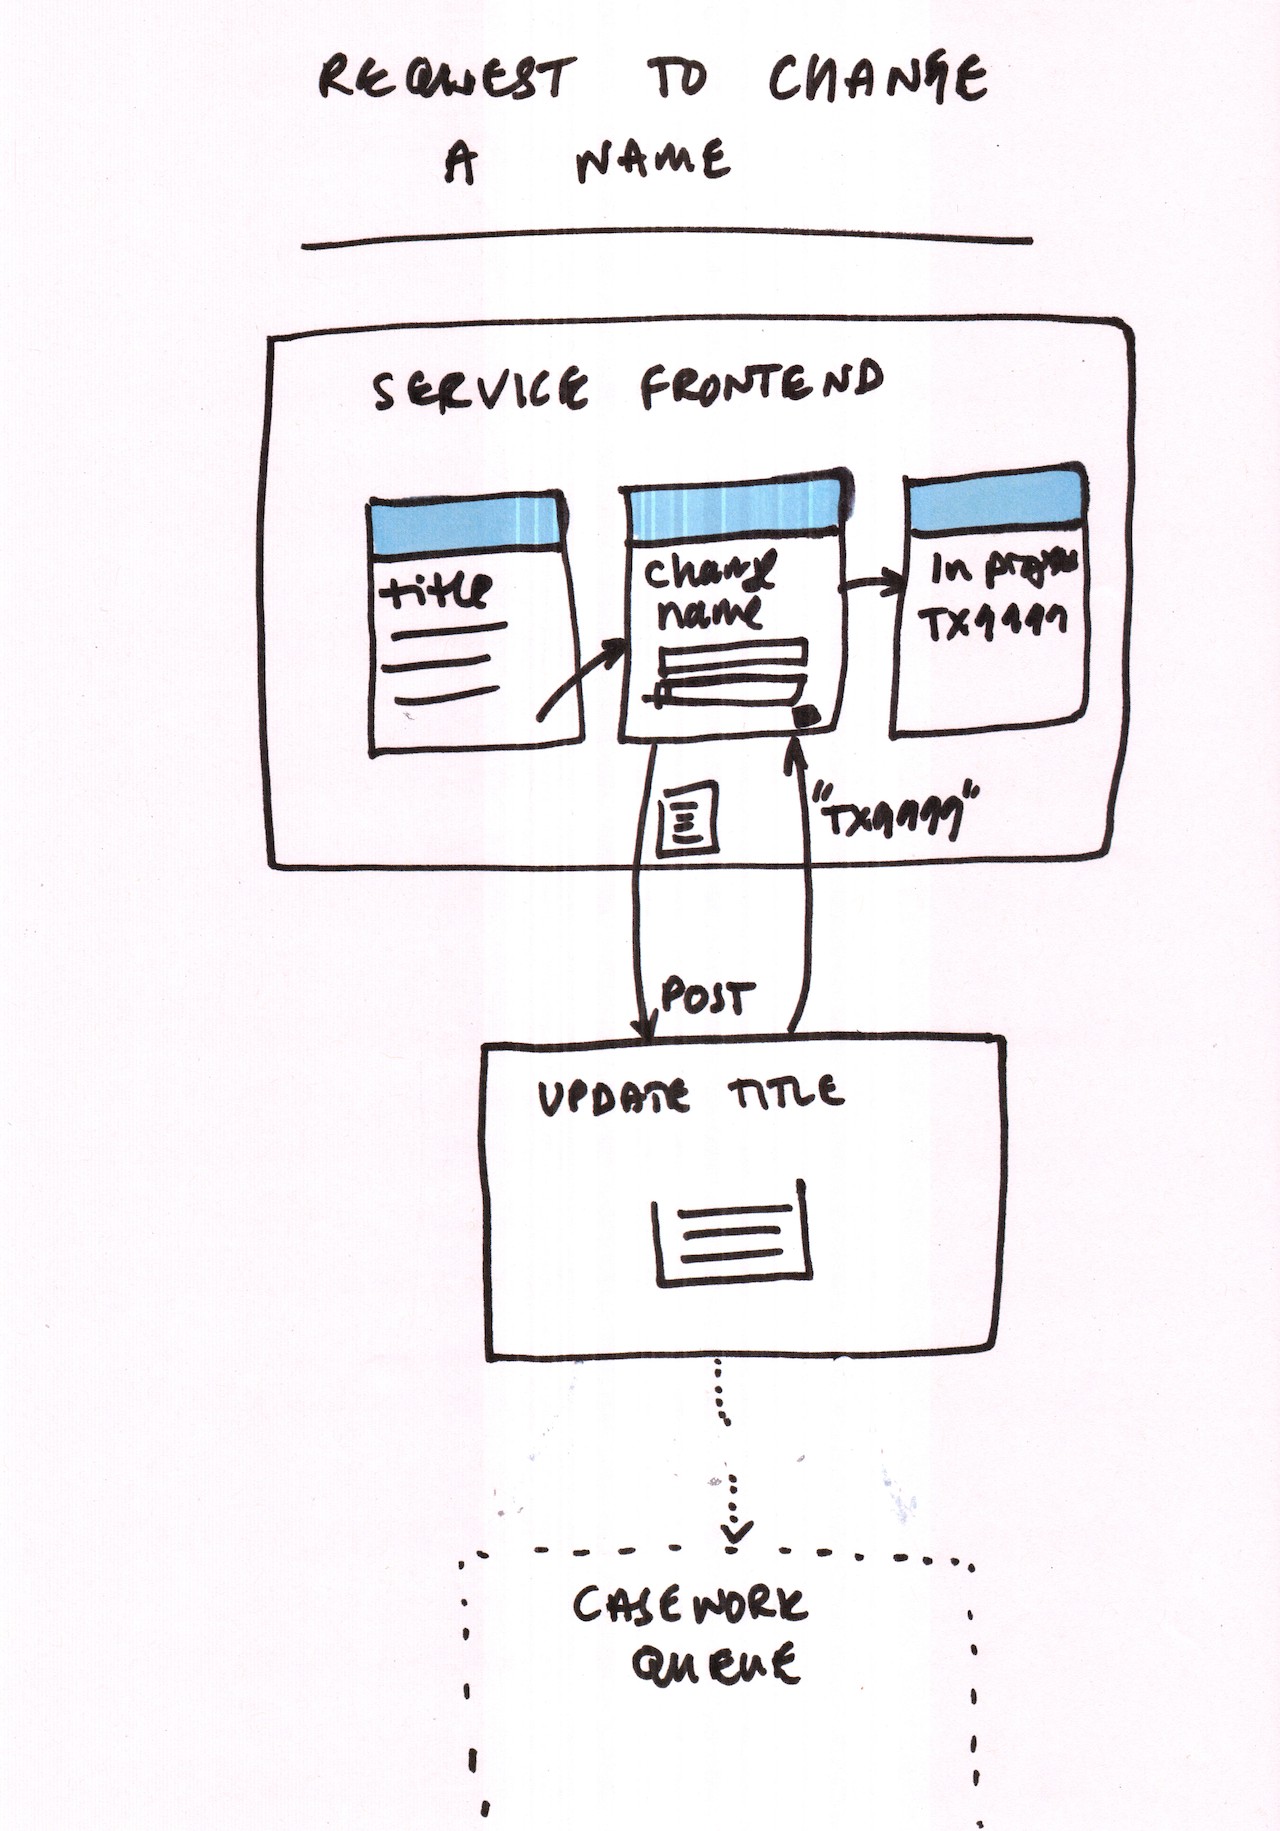 REQUEST TO CHANGE
A NAME
SERVICE FRONTEND
title
change
name
In progress
TX9999
"TX9999"
POST
UPDATE TITLE
CASEWORK
QUEUE